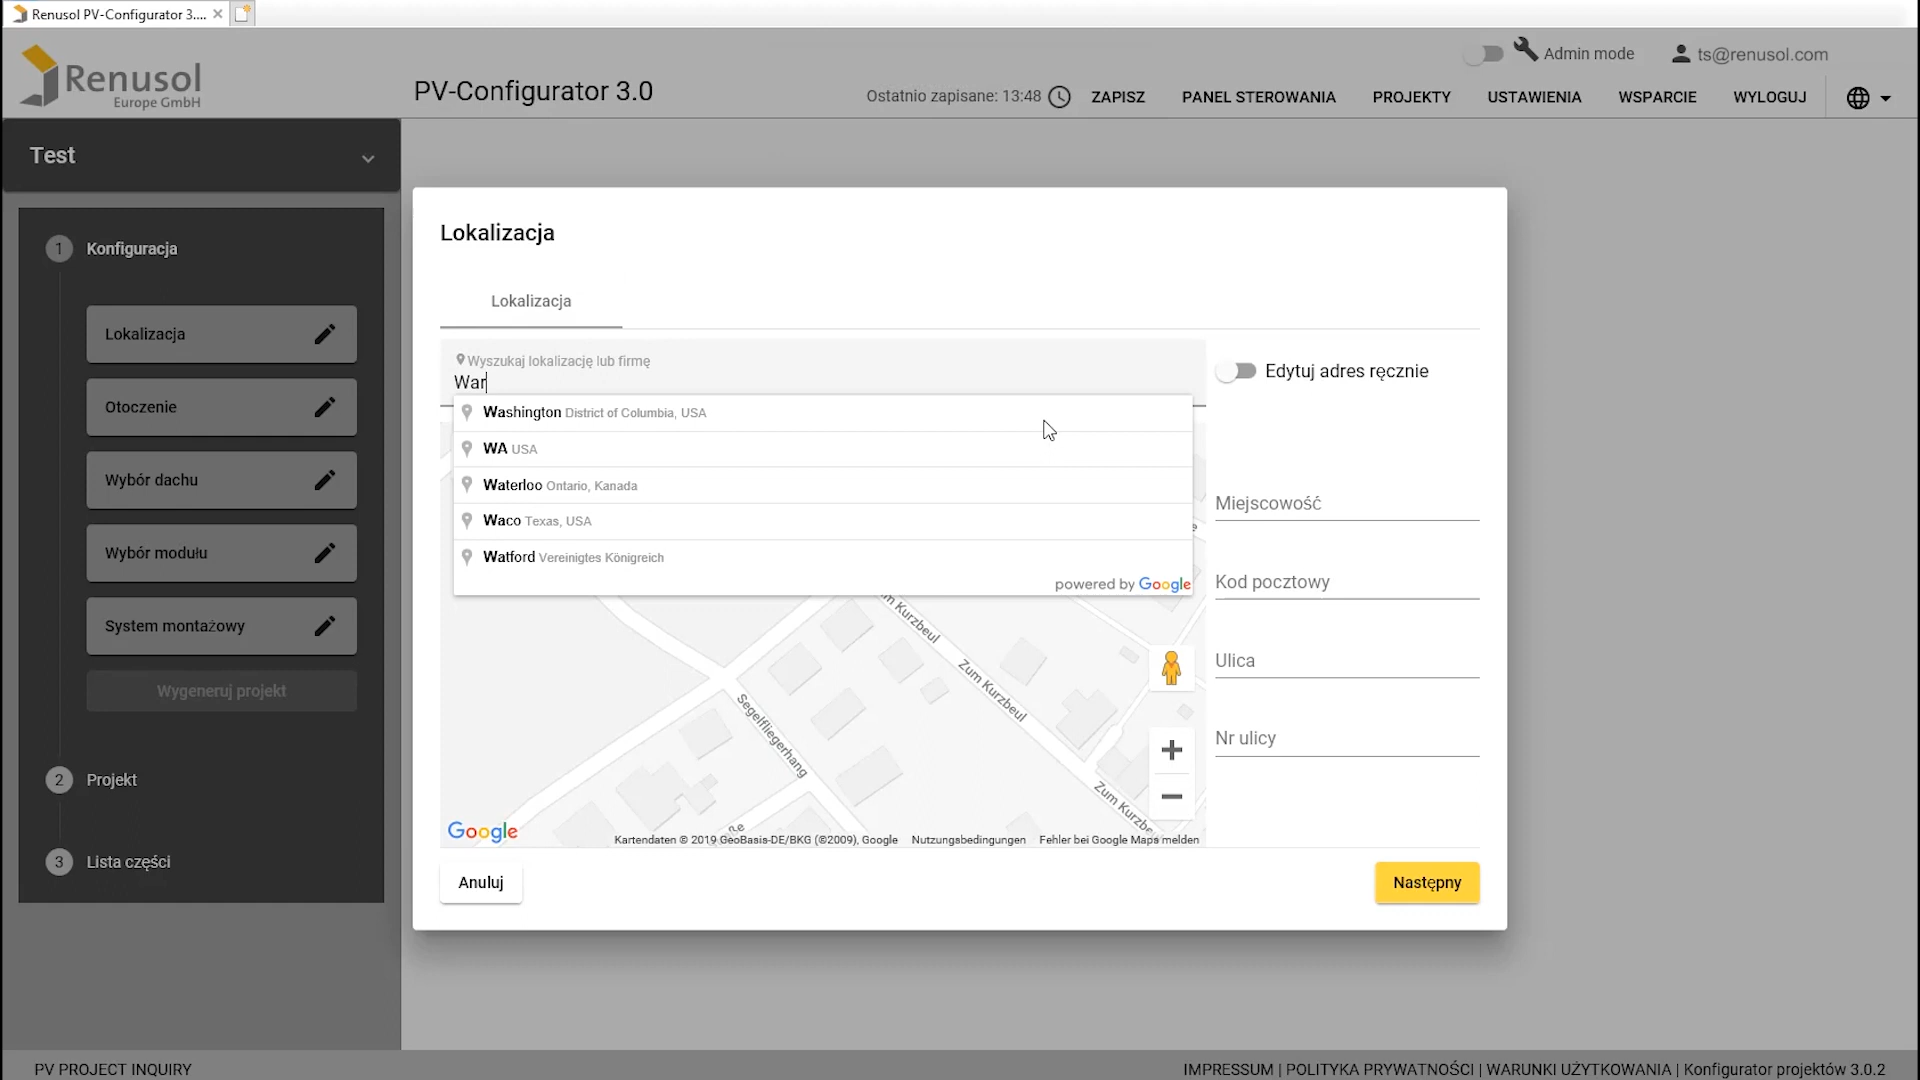 Renusol PV-Configurator 3....
Renusol
Europe GmbH
PV-Configurator 3.0
Admin mode
ts@renusol.com
Ostatnio zapisane: 13:48
ZAPISZ
PANEL STEROWANIA
PROJEKTY
USTAWIENIA
WSPARCIE
WYLOGUJ
Test
1 Konfiguracja
Lokalizacja
Otoczenie
Wybór dachu
Wybór modułu
System montażowy
Wygeneruj projekt
2 Projekt
3 Lista części
Lokalizacja
Lokalizacja
Wyszukaj lokalizację lub firmę
War
Washington District of Columbia, USA
WA USA
Waterloo Ontario, Kanada
Waco Texas, USA
Watford Vereinigtes Königreich
powered by Google
Edytuj adres ręcznie
Miejscowość
Kod pocztowy
Ulica
Nr ulicy
m Kurzbeul
Zum Kurzbeul
Segelfliegerhang
Zum Kurzbe
Google
Kartendaten © 2019 GeoBasis-DE/BKG (©2009), Google
Nutzungsbedingungen
Fehler bei Google Maps melden
Anuluj
Następny
PV PROJECT INQUIRY
IMPRESSUM | POLITYKA PRYWATNOŚCI | WARUNKI UŻYTKOWANIA | Konfigurator projektów 3.0.2